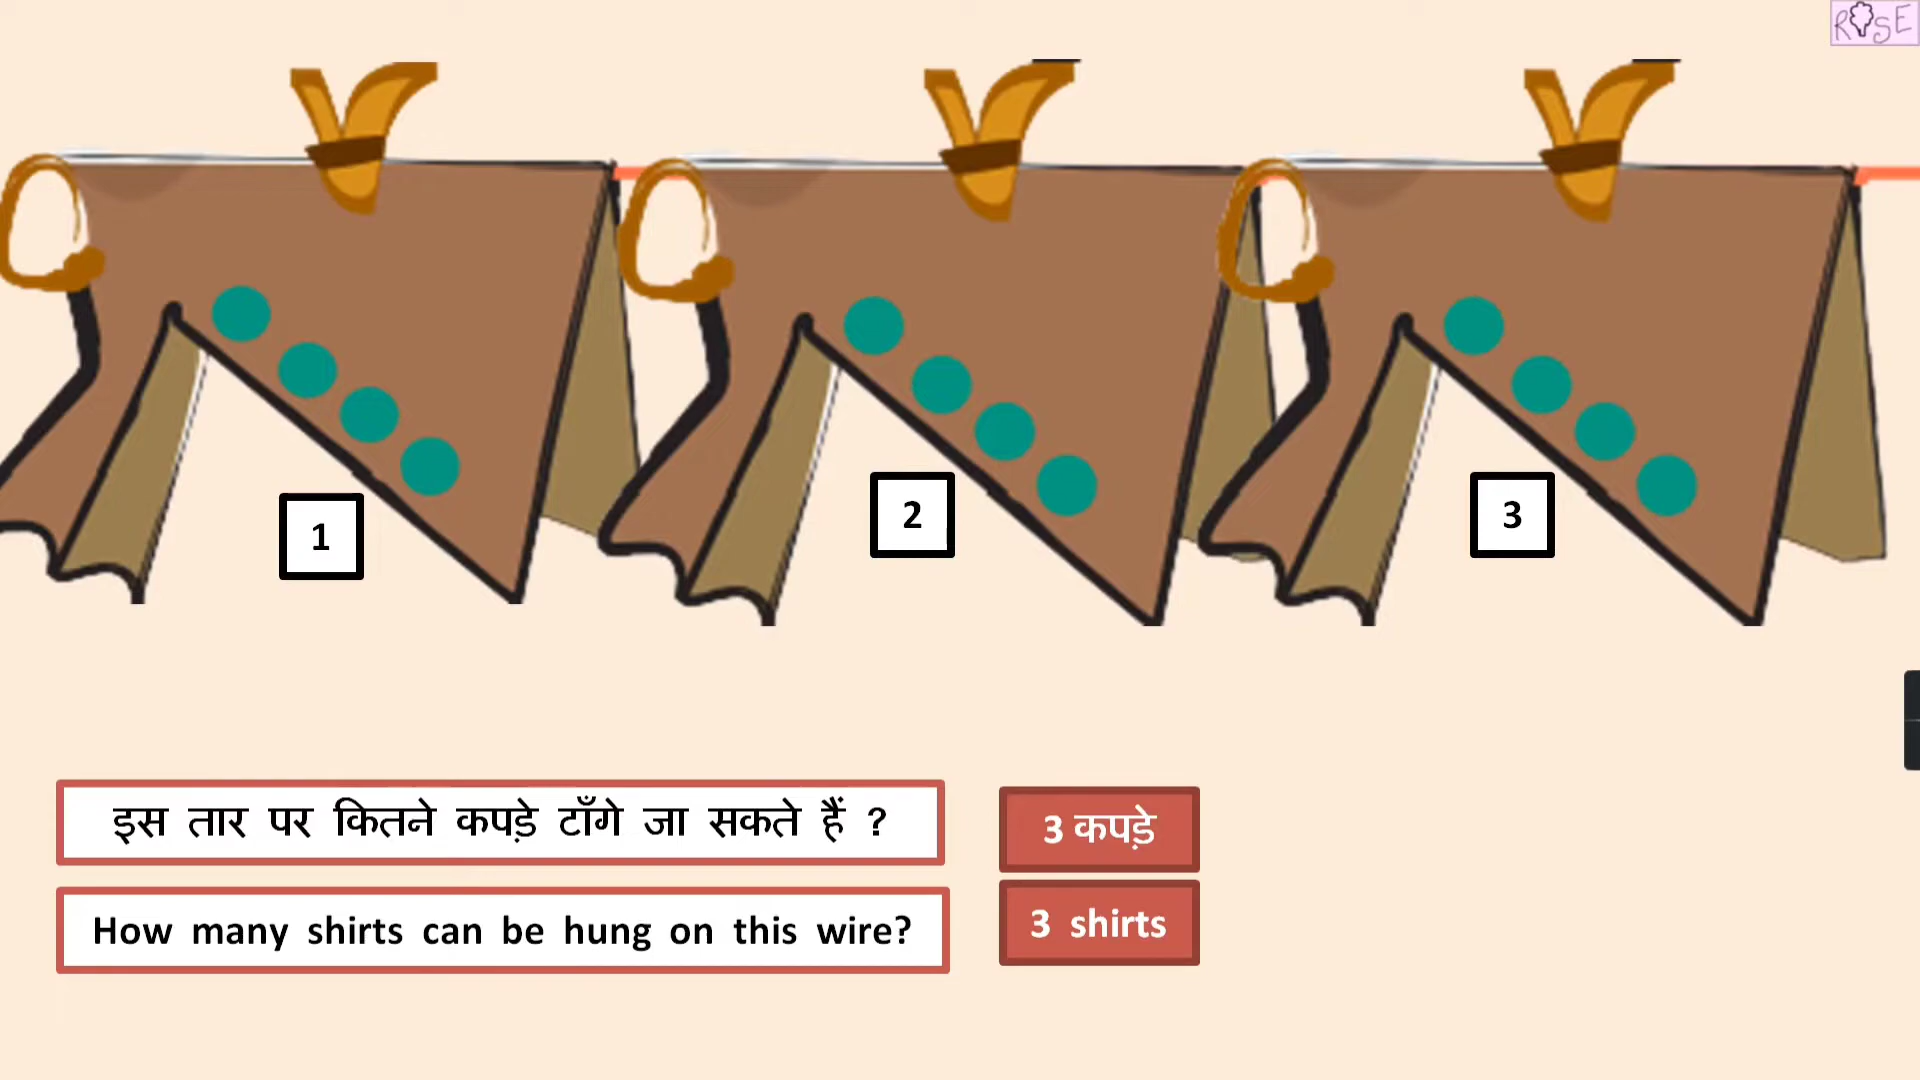 RISE
1
2
3
इस तार पर कितने कपड़े टाँगे जा सकते हैं ?
3 कपड़े
How many shirts can be hung on this wire?
3 shirts